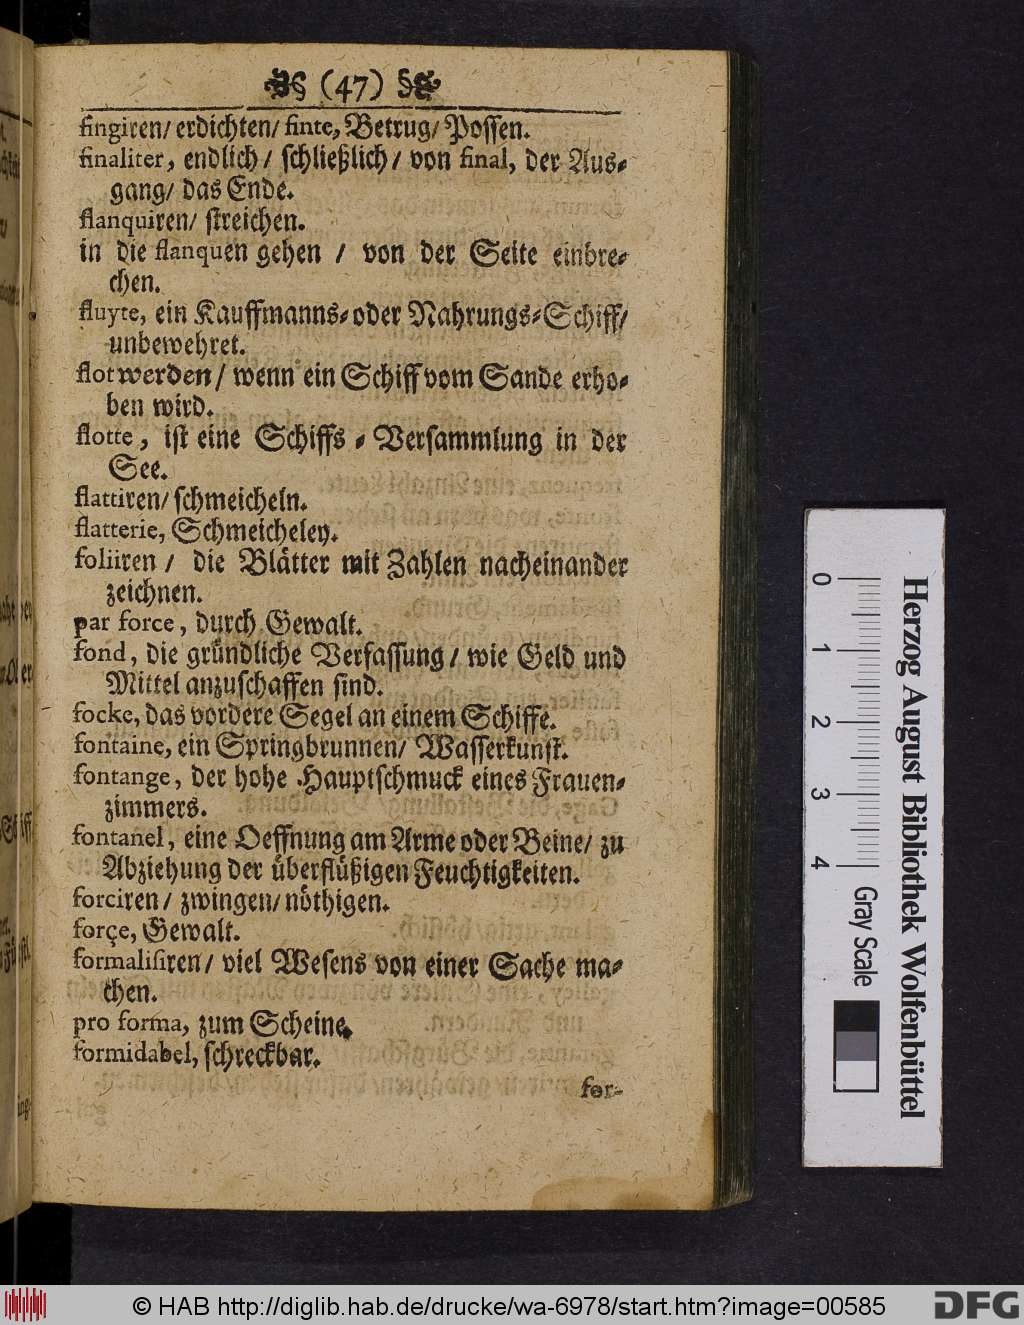 (47)
fingiren/ erdichten/ finte, Betrug/ Possen.
finaliter, endlich/ schließlich/ von final, der Aus-
gang/ das Ende.
flanquiren/ streichen.
in die flanquen gehen / von der Seite einbre-
chen.
fluyte, ein Kauffmanns-oder Nahrungs-Schiff/
unbewehret.
flot werden / wenn ein Schiff vom Sande erho-
ben wird.
flotte, ist eine Schiffs-Versammlung in der
See.
flattiren/ schmeicheln.
flatterie, Schmeicheley.
foliiren / die Blätter mit Zahlen nacheinander
zeichnen.
par force, durch Gewalt.
fond, die gründliche Verfassung / wie Geld und
Mittel anzuschaffen sind.
focke, das vordere Segel an einem Schiffe.
fontaine, ein Springbrunnen/ Wasserkunst.
fontange, der hohe Hauptschmuck eines Frauen-
zimmers.
fontanel, eine Oeffnung am Arme oder Beine/ zu
Abziehung der überflüßigen Feuchtigkeiten.
forciren / zwingen/ nöthigen.
forçe, Gewalt.
formalisiren/ viel Wesens von einer Sache ma-
chen.
pro forma, zum Scheine.
formidabel, schreckbar.
for-
0 1 2 3 4
Gray Scale
Herzog August Bibliothek Wolfenbüttel
© HAB http://diglib.hab.de/drucke/wa-6978/start.htm?image=00585
DFG